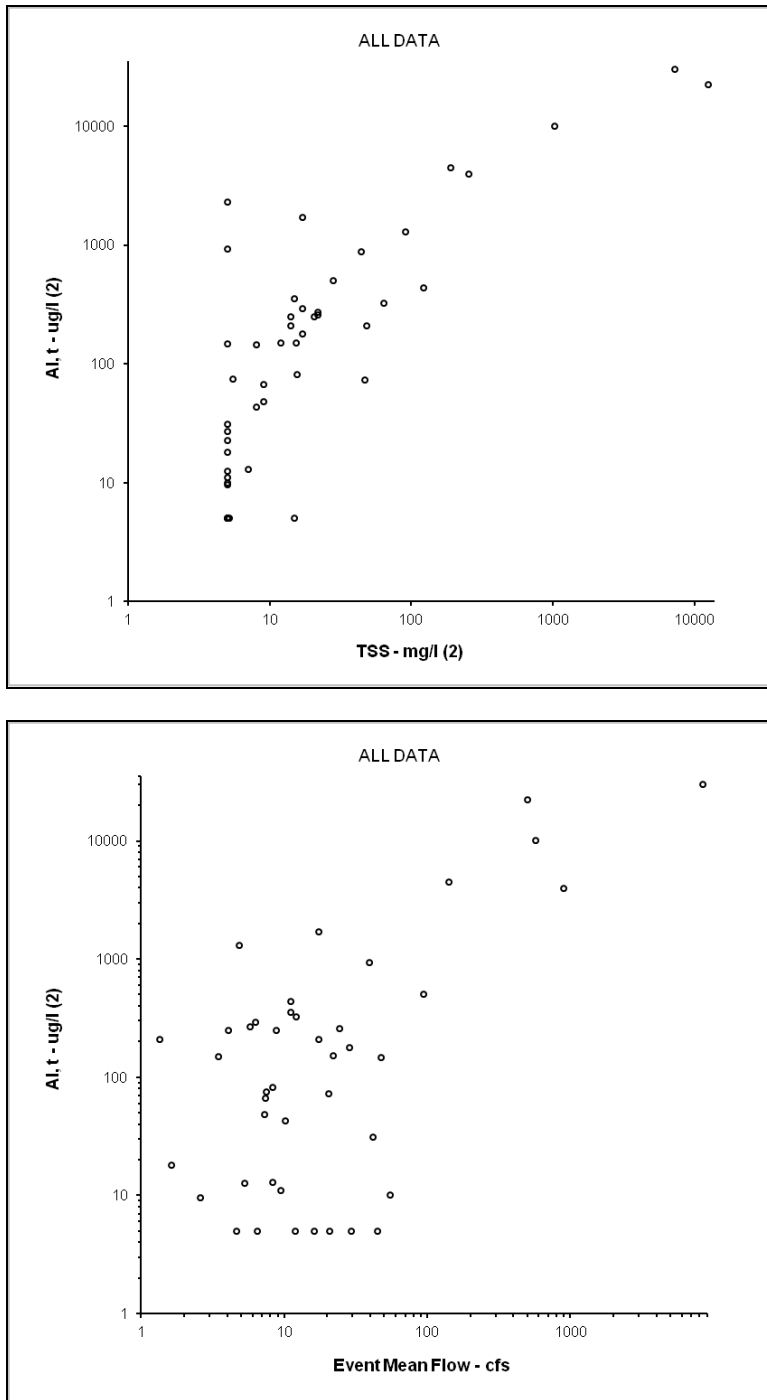 ALL DATA
10000
1000
100
10
1
Al, t - ug/l (2)
1 10 100 1000 10000
TSS - mg/l (2)
ALL DATA
10000
1000
100
10
1
Al, t - ug/l (2)
1 10 100 1000
Event Mean Flow - cfs